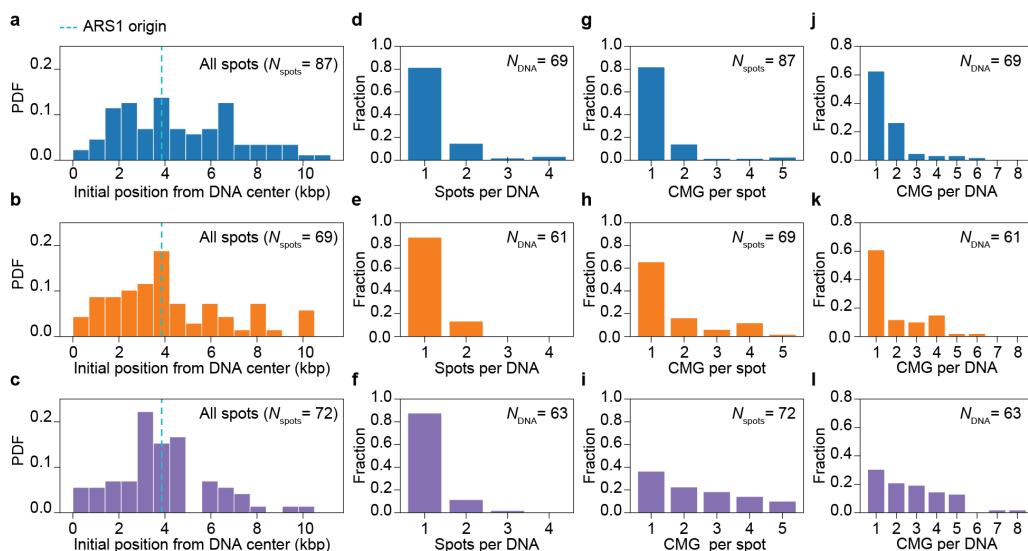 a
ARS1 origin
All spots (Nspots= 87)
PDF
0.2
0.1
0.0
0 2 4 6 8 10
Initial position from DNA center (kbp)
d
NDNA= 69
Fraction
1.0
0.8
0.6
0.4
0.2
0.0
1 2 3 4
Spots per DNA
g
Nspots= 87
Fraction
1.0
0.8
0.6
0.4
0.2
0.0
1 2 3 4 5
CMG per spot
j
NDNA= 69
Fraction
0.8
0.6
0.4
0.2
0.0
1 2 3 4 5 6 7 8
CMG per DNA
b
All spots (Nspots= 69)
PDF
0.2
0.1
0.0
0 2 4 6 8 10
Initial position from DNA center (kbp)
e
NDNA= 61
Fraction
1.0
0.8
0.6
0.4
0.2
0.0
1 2 3 4
Spots per DNA
h
Nspots= 69
Fraction
1.0
0.8
0.6
0.4
0.2
0.0
1 2 3 4 5
CMG per spot
k
NDNA= 61
Fraction
0.8
0.6
0.4
0.2
0.0
1 2 3 4 5 6 7 8
CMG per DNA
c
All spots (Nspots= 72)
PDF
0.2
0.1
0.0
0 2 4 6 8 10
Initial position from DNA center (kbp)
f
NDNA= 63
Fraction
1.0
0.8
0.6
0.4
0.2
0.0
1 2 3 4
Spots per DNA
i
Nspots= 72
Fraction
1.0
0.8
0.6
0.4
0.2
0.0
1 2 3 4 5
CMG per spot
l
NDNA= 63
Fraction
0.8
0.6
0.4
0.2
0.0
1 2 3 4 5 6 7 8
CMG per DNA